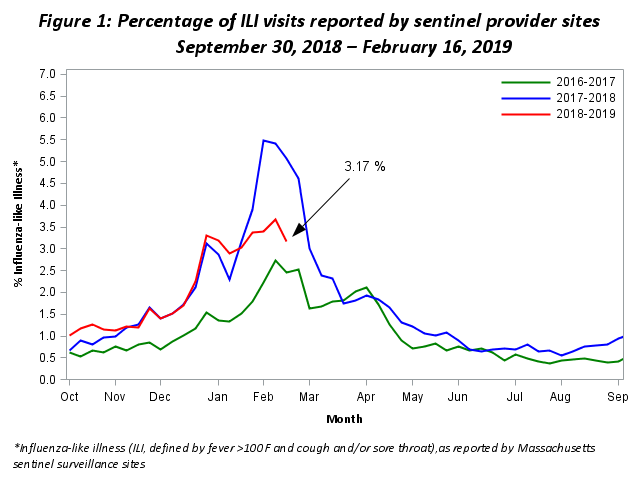 Figure 1: Percentage of ILI visits reported by sentinel provider sites
September 30, 2018 – February 16, 2019
7.0
6.5
6.0
5.5
5.0
4.5
4.0
3.5
3.0
2.5
2.0
1.5
1.0
0.5
0.0
% Influenza-like Illness*
2016-2017
2017-2018
2018-2019
3.17 %
Oct Nov Dec Jan Feb Mar Apr May Jun Jul Aug Sep
Month
*Influenza-like illness (ILI, defined by fever >100F and cough and/or sore throat),as reported by Massachusetts
sentinel surveillance sites